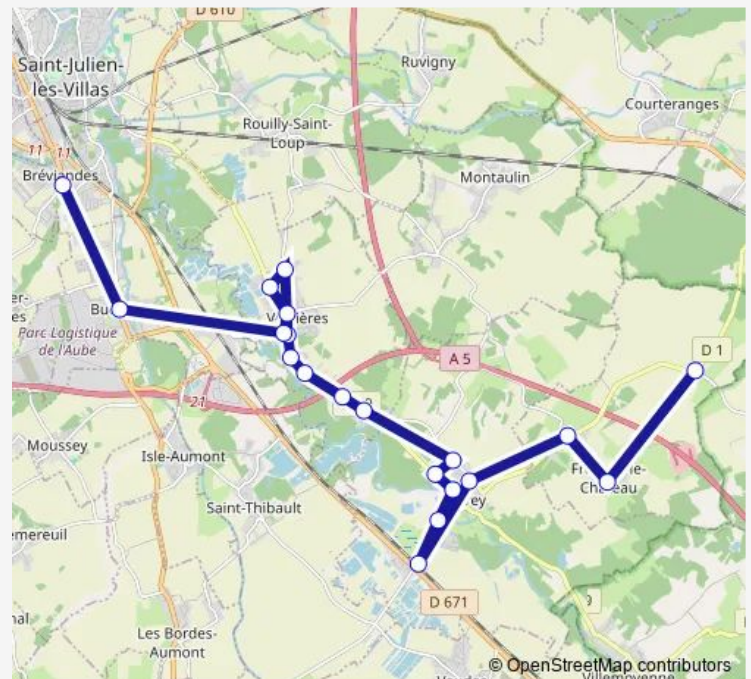 D 610
Saint-Julien-
les-Villas
Ruvigny
Courteranges
Rouilly-Saint-
Loup
11 11
Bréviandes
Montaulin
Parc Logistique
de l'Aube
A 5
D 1
21
Moussey
Isle-Aumont
Saint-Thibault
D 671
9
Les Bordes-
Aumont
© OpenStreetMap contributors